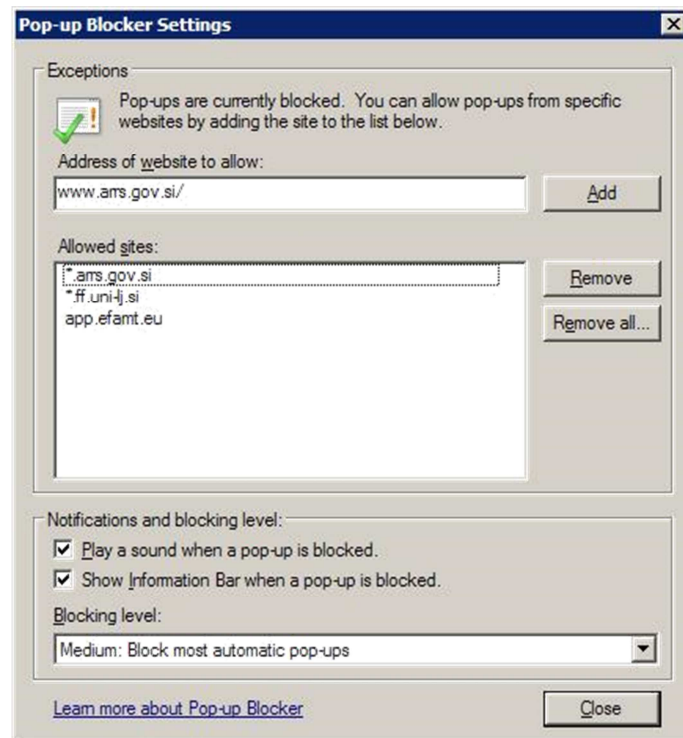 Pop-up Blocker Settings
Exceptions
Pop-ups are currently blocked. You can allow pop-ups from specific
websites by adding the site to the list below.
Address of website to allow:
www.arrs.gov.si/
Add
Allowed sites:
*.arrs.gov.si
*.ff.uni-lj.si
app.efamt.eu
Remove
Remove all...
Notifications and blocking level:
Play a sound when a pop-up is blocked.
Show Information Bar when a pop-up is blocked.
Blocking level:
Medium: Block most automatic pop-ups
Learn more about Pop-up Blocker
Close